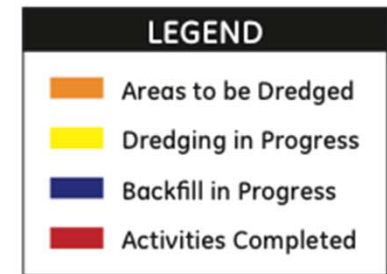 LEGEND
Areas to be Dredged
Dredging in Progress
Backfill in Progress
Activities Completed